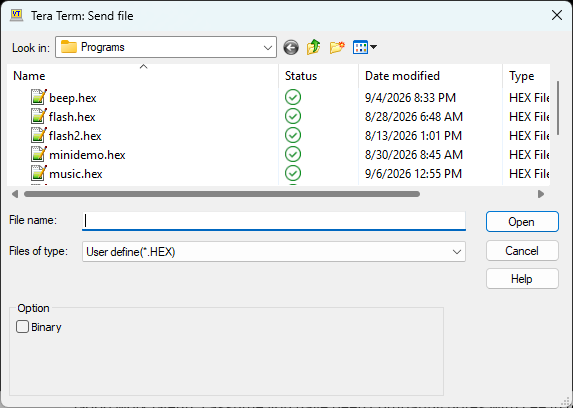 VT
Tera Term: Send file
Look in: Programs
Name Status Date modified Type
beep.hex 9/4/2026 8:33 PM HEX File
flash.hex 8/28/2026 6:48 AM HEX File
flash2.hex 8/13/2026 1:01 PM HEX File
minidemo.hex 8/30/2026 8:45 AM HEX File
music.hex 9/6/2026 12:55 PM HEX File
File name: Open
Files of type: User define(*.HEX) Cancel
Help
Option
Binary